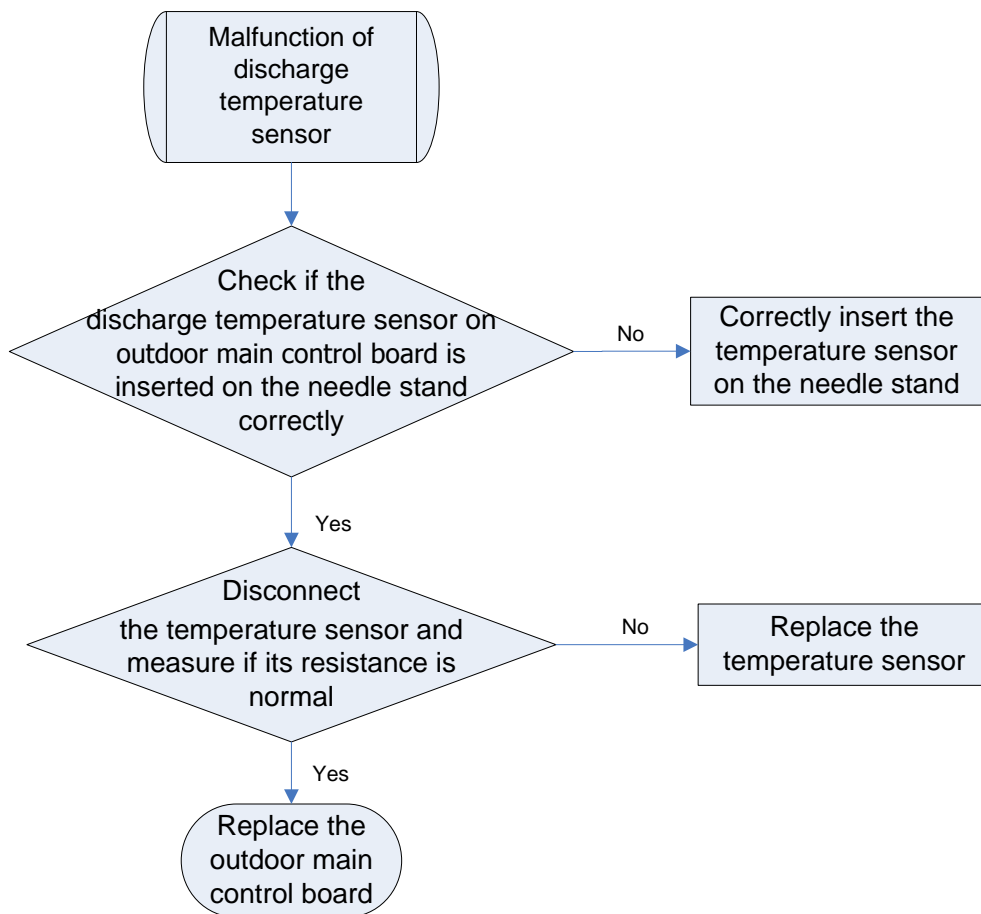 Malfunction of
discharge
temperature
sensor
Check if the
discharge temperature sensor on
outdoor main control board is
inserted on the needle stand
correctly
No
Correctly insert the
temperature sensor
on the needle stand
Yes
Disconnect
the temperature sensor and
measure if its resistance is
normal
No
Replace the
temperature sensor
Yes
Replace the
outdoor main
control board